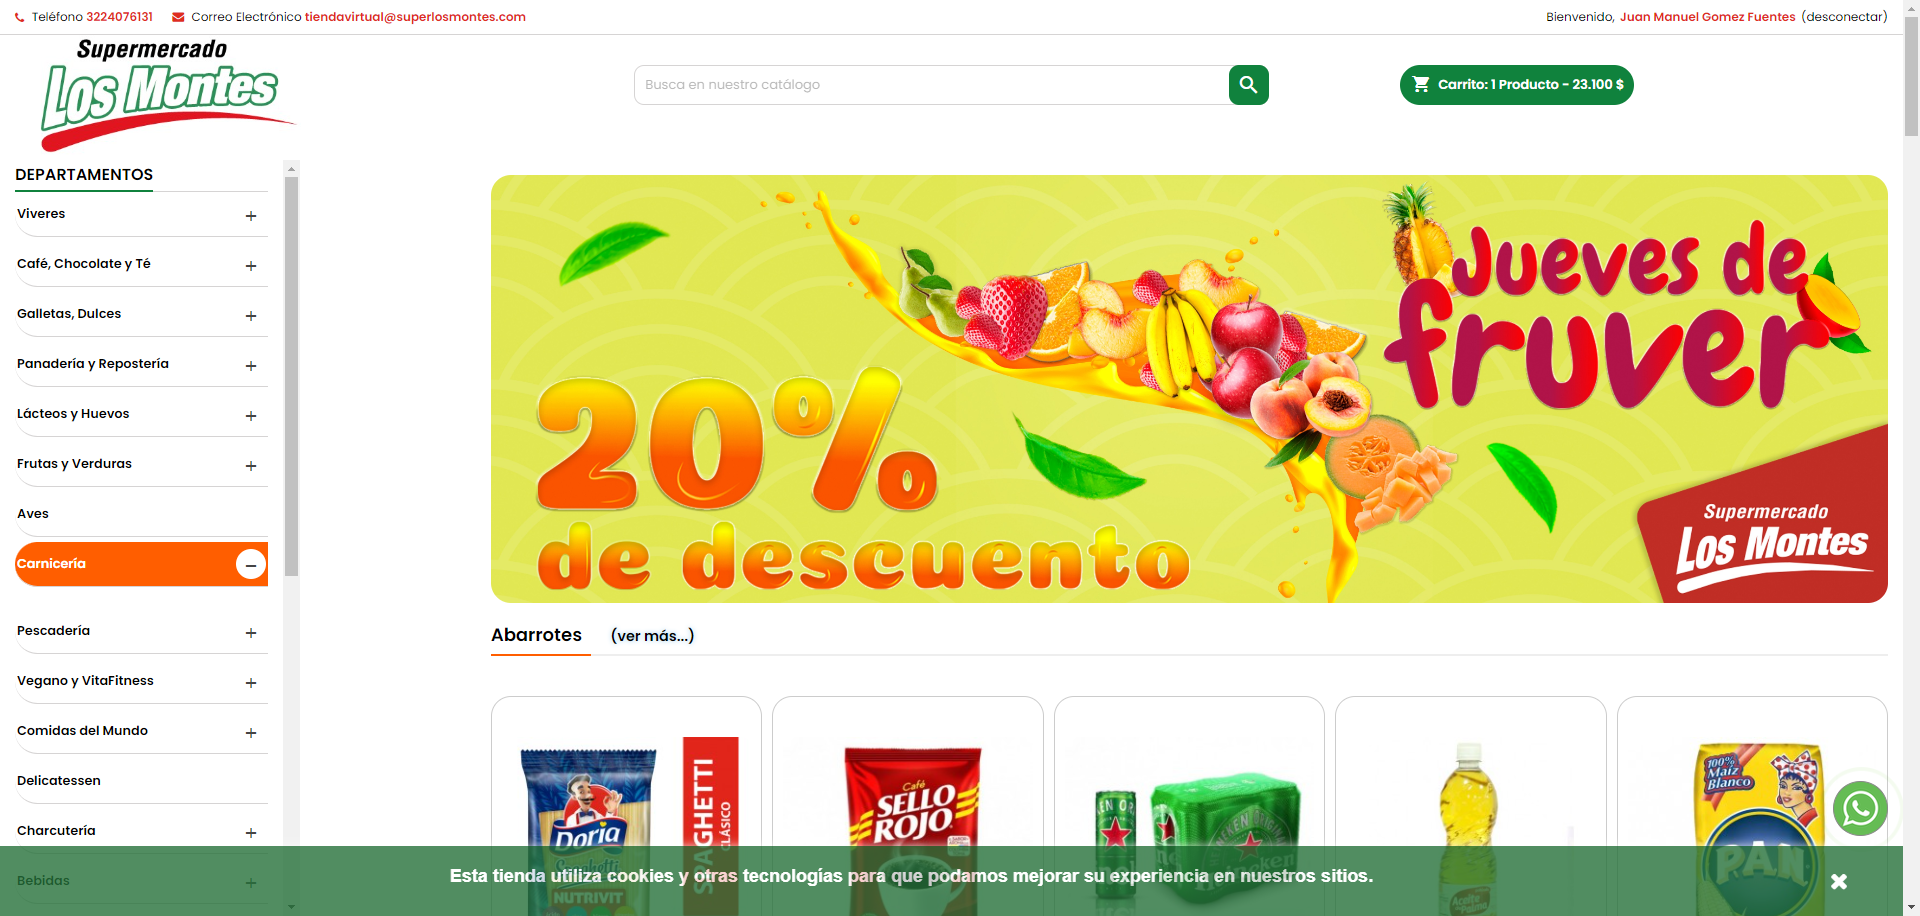 Teléfono 3224076131 Correo Electrónico tiendavirtual@superlosmontes.com Bienvenido, Juan Manuel Gomez Fuentes (desconectar)
Supermercado
Los Montes
Busca en nuestro catálogo
Carrito: 1 Producto - 23.100 $
DEPARTAMENTOS
Viveres
Café, Chocolate y Té
Galletas, Dulces
Panadería y Repostería
Lácteos y Huevos
Frutas y Verduras
Aves
Carnicería
Pescadería
Vegano y VitaFitness
Comidas del Mundo
Delicatessen
Charcutería
Bebidas
Jueves de
fruver
20%
de descuento
Supermercado
Los Montes
Abarrotes (ver más...)
Doria
Spaghetti
NUTRIVIT
SPAGHETTI
CLÁSICO
Café
SELLO
ROJO
100%
Maíz
Blanco
PAN
Esta tienda utiliza cookies y otras tecnologías para que podamos mejorar su experiencia en nuestros sitios.